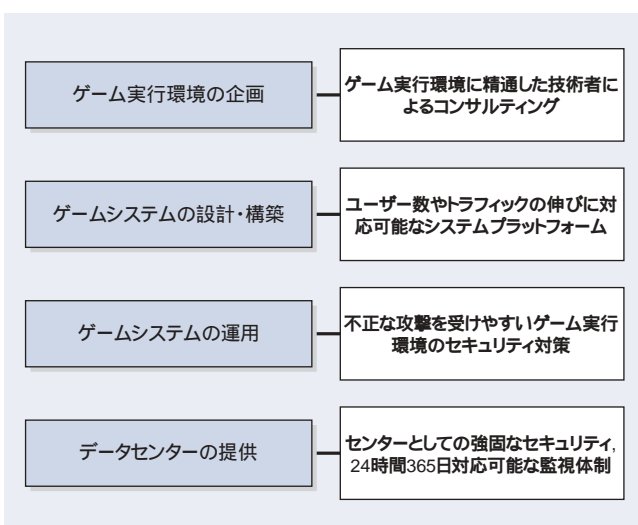 ゲーム実行環境の企画
ゲーム実行環境に精通した技術者に
よるコンサルティング
ゲームシステムの設計・構築
ユーザー数やトラフィックの伸びに対
応可能なシステムプラットフォーム
ゲームシステムの運用
不正な攻撃を受けやすいゲーム実行
環境のセキュリティ対策
データセンターの提供
センターとしての強固なセキュリティ,
24時間365日対応可能な監視体制